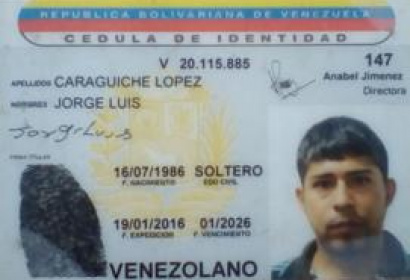 REPUBLICA BOLIVARIANA DE VENEZUELA
CEDULA DE IDENTIDAD
V 20.115.885
147
Anabel Jimenez
Directora
APELLIDOS CARAGUICHE LOPEZ
NOMBRES JORGE LUIS
Jorge Luis
FIRMA TITULAR
16/07/1986 SOLTERO
F. NACIMIENTO EDO CIVIL
19/01/2016 01/2026
F. EXPEDICION F. VENCIMIENTO
VENEZOLANO